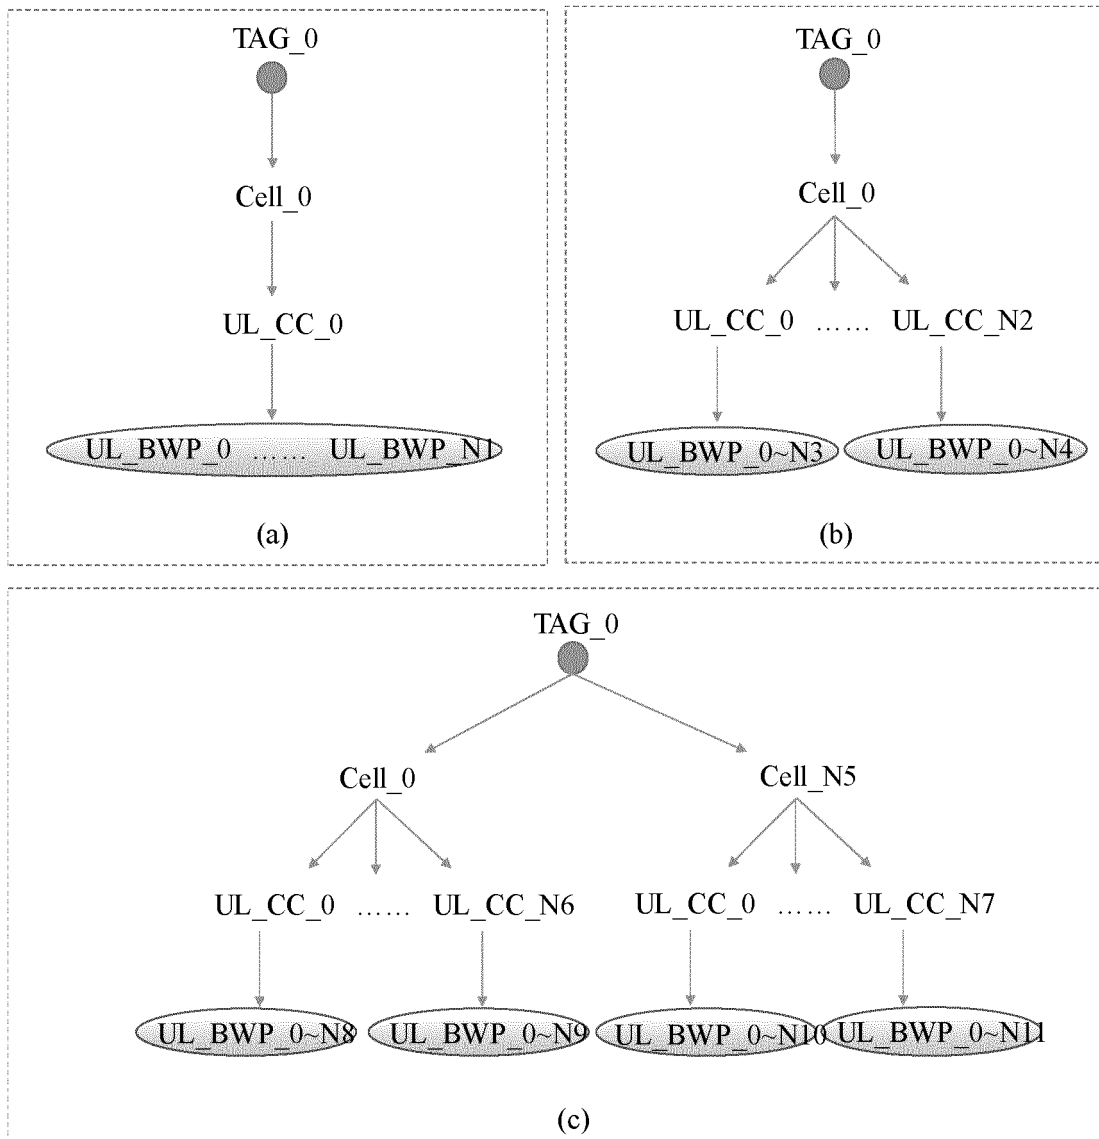 TAG_0
Cell_0
UL_CC_0
UL_BWP_0 …… UL_BWP_N1
(a)
TAG_0
Cell_0
UL_CC_0 …… UL_CC_N2
UL_BWP_0~N3 UL_BWP_0~N4
(b)
TAG_0
Cell_0 Cell_N5
UL_CC_0 …… UL_CC_N6 UL_CC_0 …… UL_CC_N7
UL_BWP_0~N8 UL_BWP_0~N9 UL_BWP_0~N10 UL_BWP_0~N11
(c)